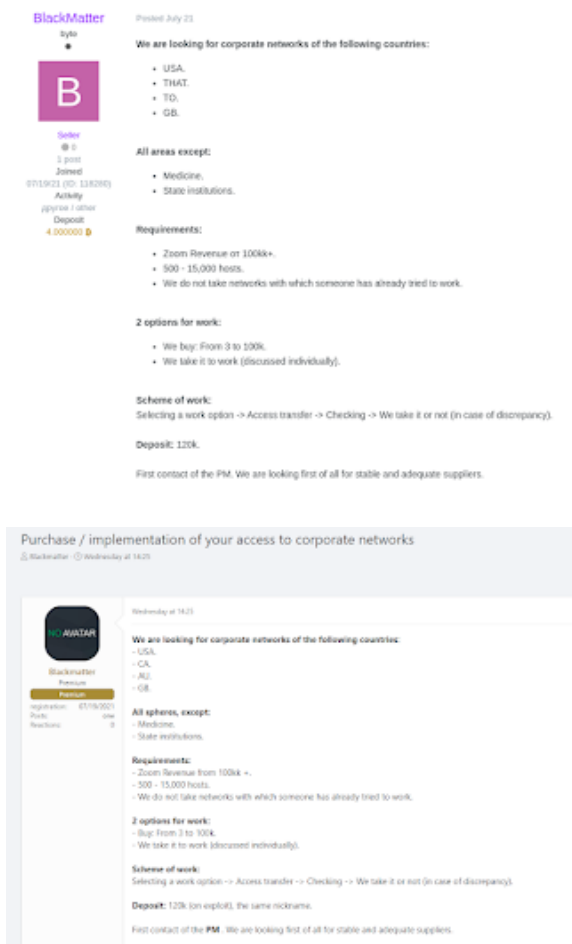 BlackMatter
byte
B
Seller
0
1 post
Joined
07/19/21 (ID: 118280)
Activity
другое / other
Deposit
4.000000 ₿
Posted July 21
We are looking for corporate networks of the following countries:
• USA.
• THAT.
• TO.
• GB.
All areas except:
• Medicine.
• State institutions.
Requirements:
• Zoom Revenue от 100kk+.
• 500 - 15,000 hosts.
• We do not take networks with which someone has already tried to work.
2 options for work:
• We buy: From 3 to 100k.
• We take it to work (discussed individually).
Scheme of work:
Selecting a work option -> Access transfer -> Checking -> We take it or not (in case of discrepancy).
Deposit: 120k.
First contact of the PM. We are looking first of all for stable and adequate suppliers.
Purchase / implementation of your access to corporate networks
Blackmatter · Wednesday at 14:25
NO AVATAR
Blackmatter
Premium
Premium
registration: 07/19/2021
Posts: one
Reactions: 0
Wednesday at 14:25
We are looking for corporate networks of the following countries:
- USA.
- CA.
- AU.
- GB.
All spheres, except:
- Medicine.
- State institutions.
Requirements:
- Zoom Revenue from 100kk +.
- 500 - 15,000 hosts.
- We do not take networks with which someone has already tried to work.
2 options for work:
- Buy: From 3 to 100k.
- We take it to work (discussed individually).
Scheme of work:
Selecting a work option -> Access transfer -> Checking -> We take it or not (in case of discrepancy).
Deposit: 120k (on exploit), the same nickname.
First contact of the PM . We are looking first of all for stable and adequate suppliers.